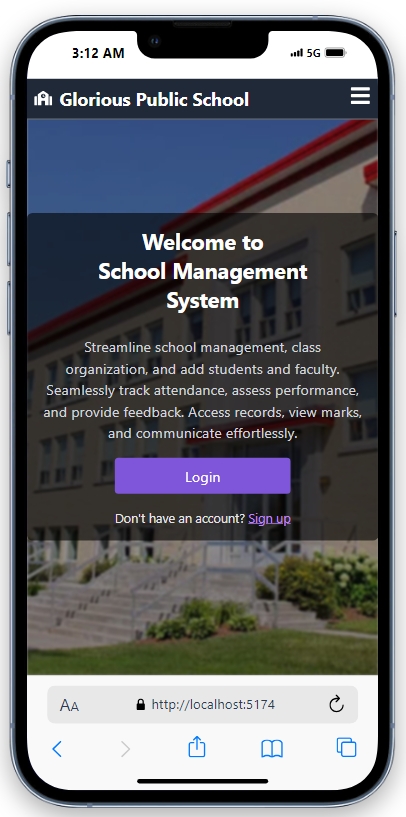 3:12 AM
5G
Glorious Public School
Welcome to
School Management
System
Streamline school management, class
organization, and add students and faculty.
Seamlessly track attendance, assess performance,
and provide feedback. Access records, view marks,
and communicate effortlessly.
Login
Don't have an account? Sign up
AA http://localhost:5174